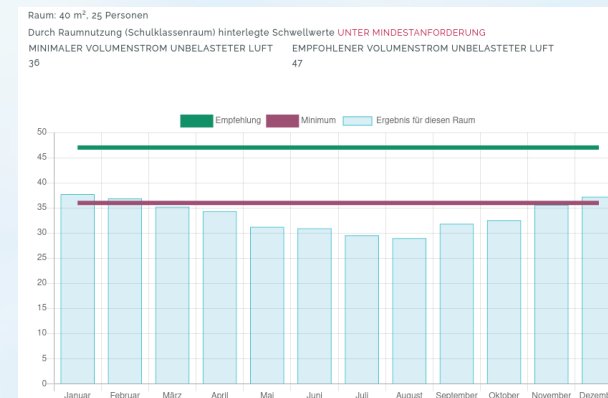 Raum: 40 m², 25 Personen
Durch Raumnutzung (Schulklassenraum) hinterlegte Schwellwerte UNTER MINDESTANFORDERUNG
MINIMALER VOLUMENSTROM UNBELASTETER LUFT EMPFOHLENER VOLUMENSTROM UNBELASTETER LUFT
36 47
Empfehlung Minimum Ergebnis für diesen Raum
50
45
40
35
30
25
20
15
10
5
0
Januar Februar März April Mai Juni Juli August September Oktober November Dezemb